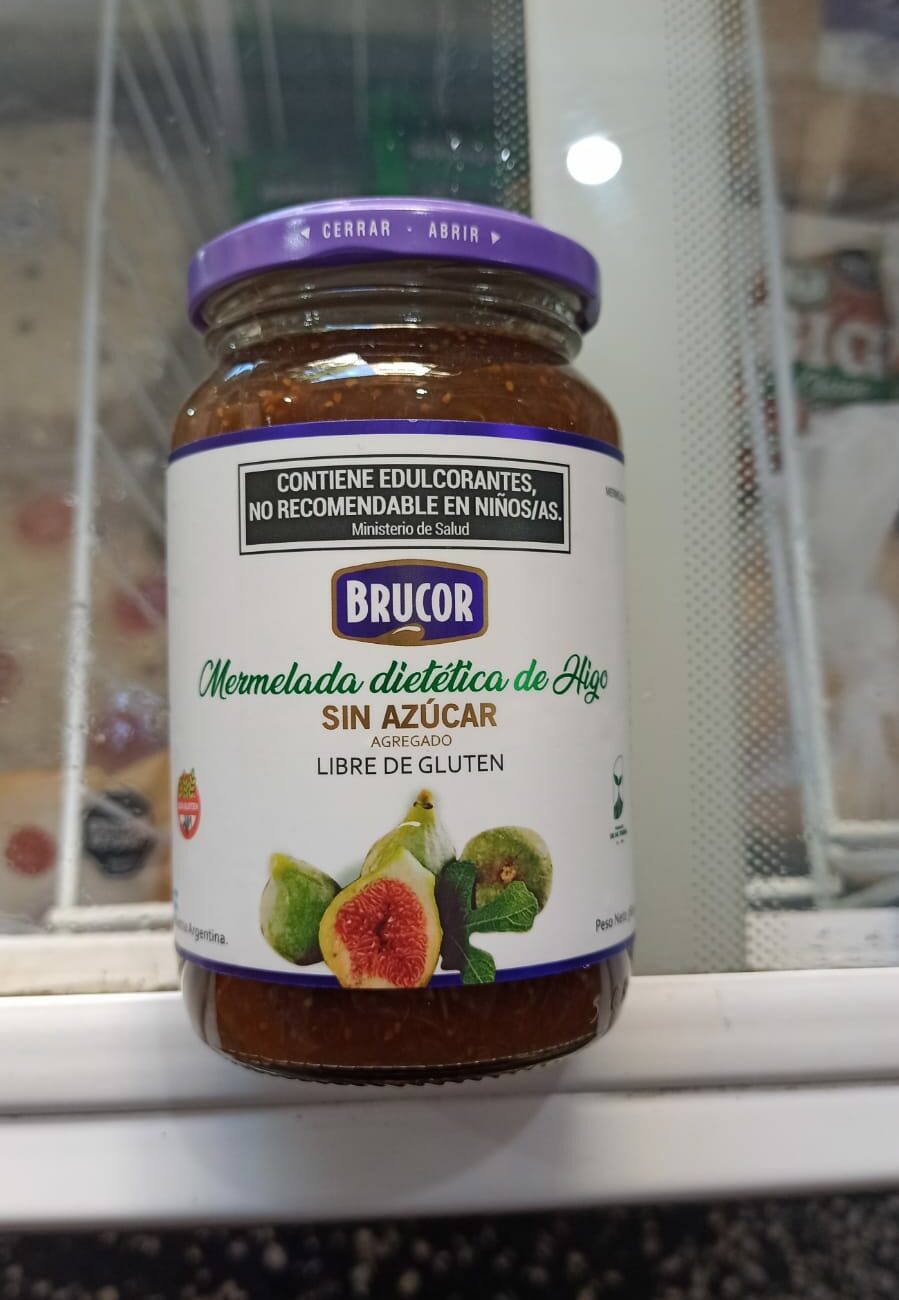 ◄ CERRAR · ABRIR ►
CONTIENE EDULCORANTES,
NO RECOMENDABLE EN NIÑOS/AS.
Ministerio de Salud
BRUCOR
Mermelada dietética de Higo
SIN AZÚCAR
AGREGADO
LIBRE DE GLUTEN
Argentina.
Peso Neto